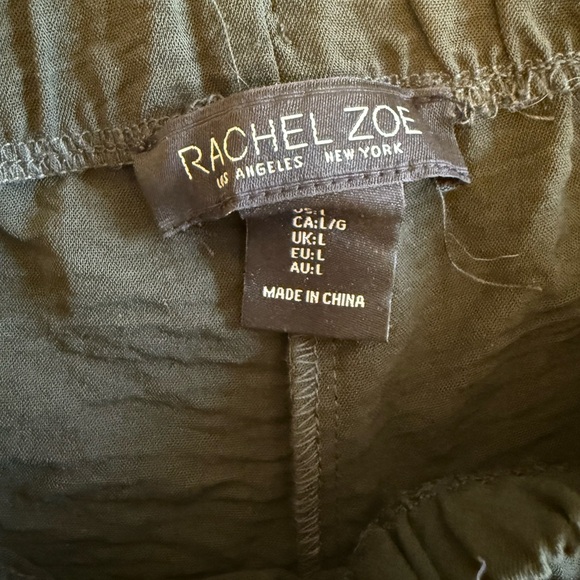 RACHEL ZOE
LOS ANGELES NEW YORK
CA:L/G
UK:L
EU:L
AU:L
MADE IN CHINA